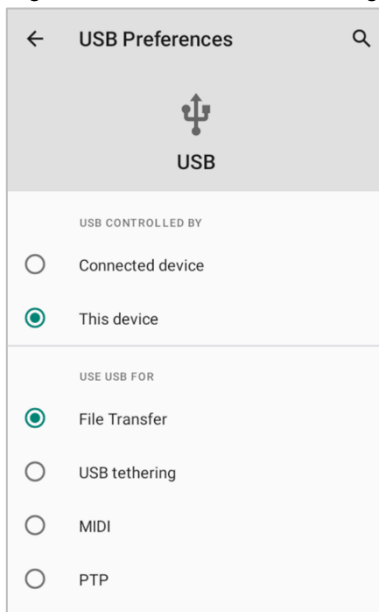 USB Preferences
USB
USB CONTROLLED BY
Connected device
This device
USE USB FOR
File Transfer
USB tethering
MIDI
PTP